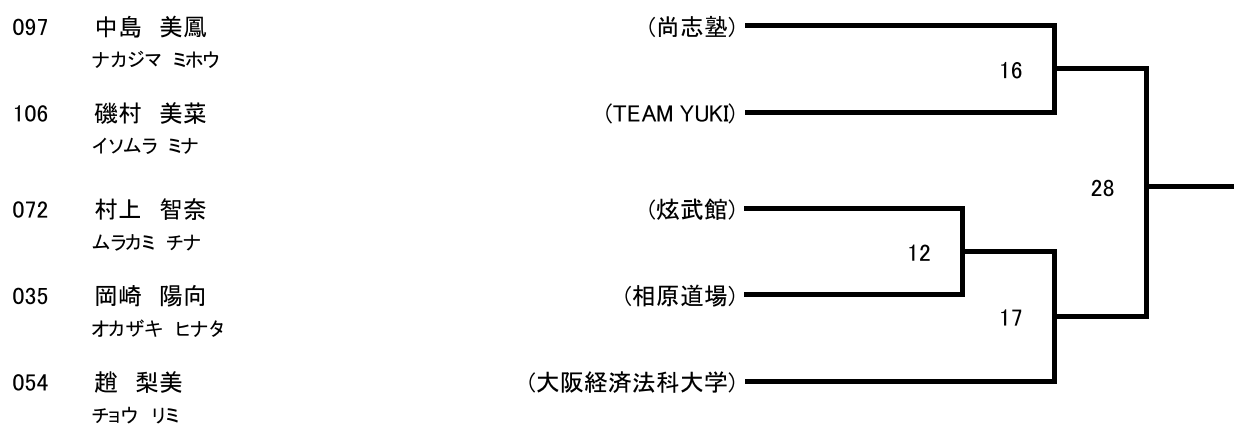 097 中島 美鳳 (尚志塾)
ナカジマ ミホウ
16
106 磯村 美菜 (TEAM YUKI)
イソムラ ミナ
28
072 村上 智奈 (炫武館)
ムラカミ チナ
12
035 岡崎 陽向 (相原道場)
オカザキ ヒナタ
17
054 趙 梨美 (大阪経済法科大学)
チョウ リミ